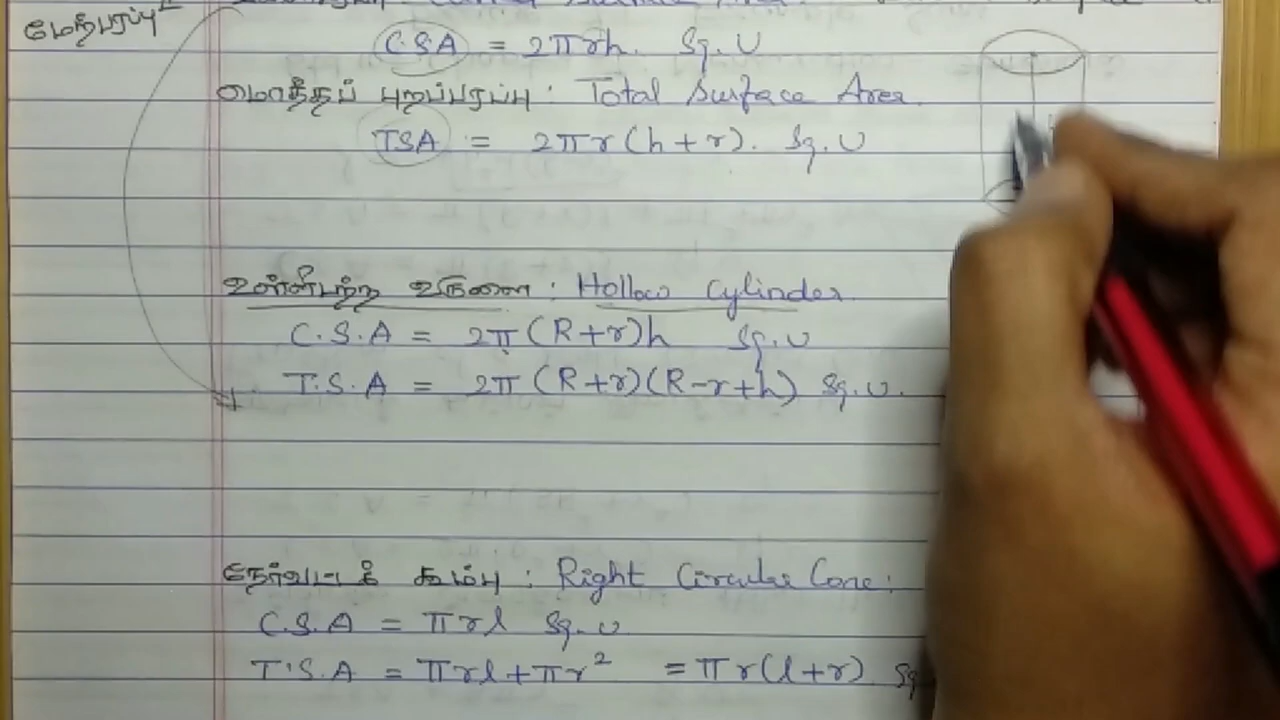 மேற்பரப்பு
C.S.A = 2πrh. Sq. U
மொத்தப் புறப்பரப்பு : Total Surface Area.
TSA = 2πr(h+r). Sq. U
உள்ளீடற்ற உருளை : Hollow Cylinder.
C.S.A = 2π(R+r)h Sq. U
T.S.A = 2π(R+r)(R-r+h) Sq. U.
நேர்வட்டக் கூம்பு : Right Circular Cone:
C.S.A = πrl Sq. U
T.S.A = πrl+πr² = πr(l+r) Sq